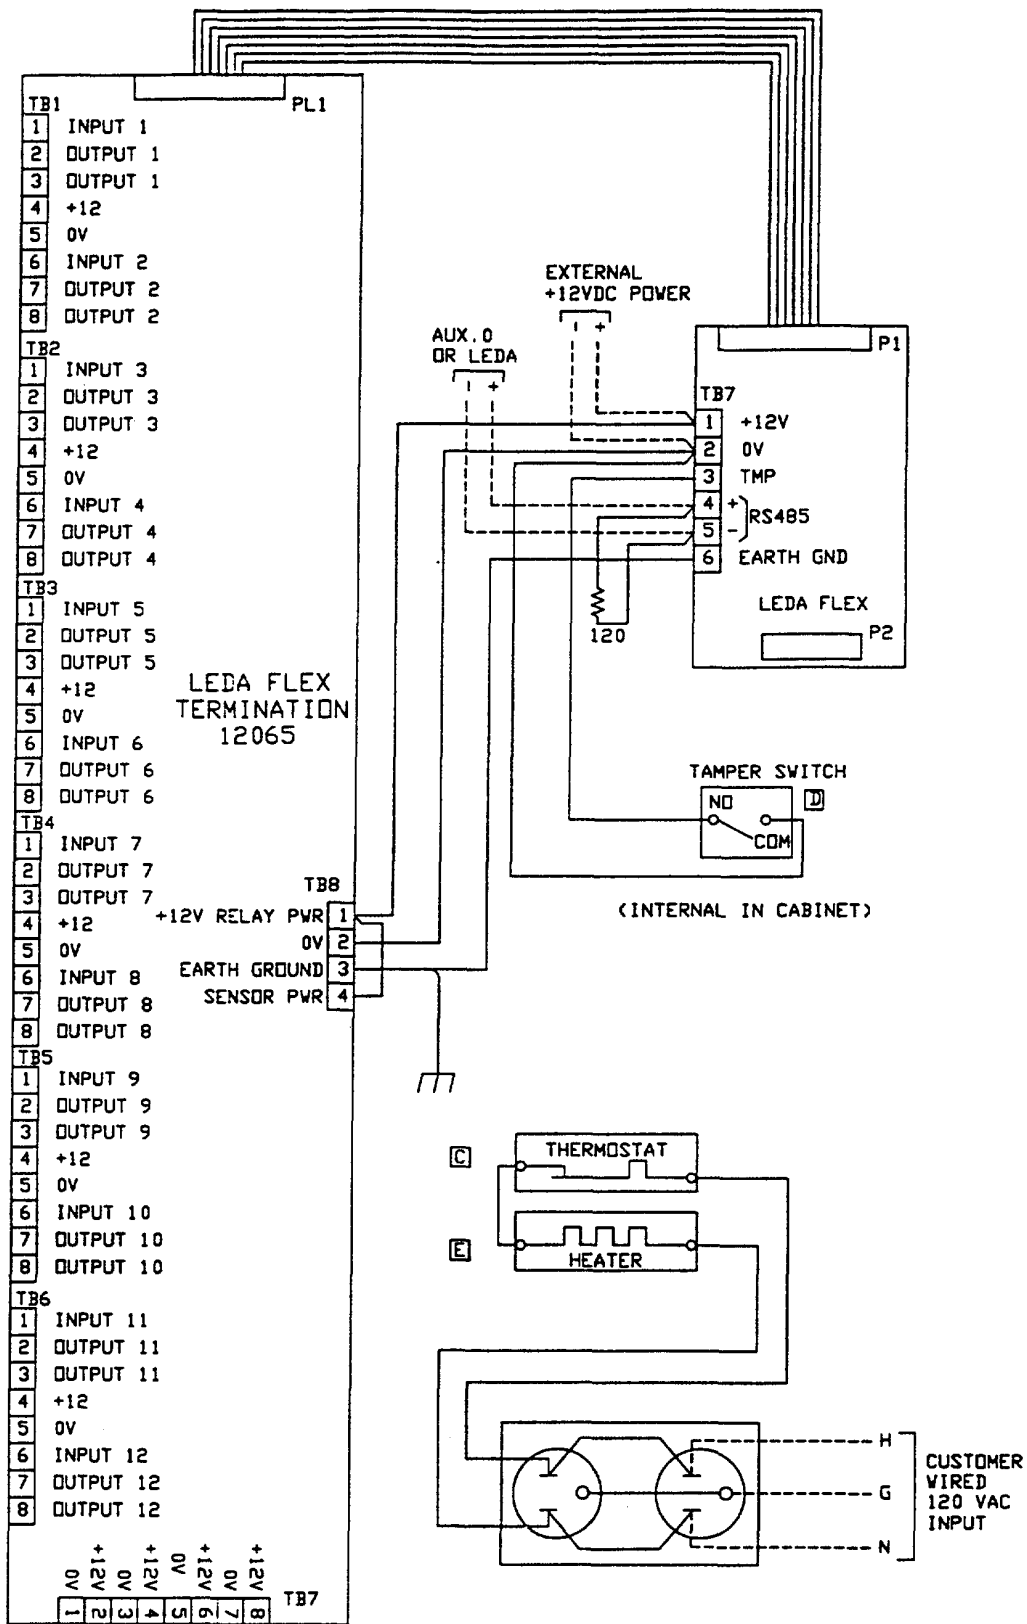 PL1
TB1
1 INPUT 1
2 OUTPUT 1
3 OUTPUT 1
4 +12
5 0V
6 INPUT 2
7 OUTPUT 2
8 OUTPUT 2
TB2
1 INPUT 3
2 OUTPUT 3
3 OUTPUT 3
4 +12
5 0V
6 INPUT 4
7 OUTPUT 4
8 OUTPUT 4
TB3
1 INPUT 5
2 OUTPUT 5
3 OUTPUT 5
4 +12
5 0V
6 INPUT 6
7 OUTPUT 6
8 OUTPUT 6
TB4
1 INPUT 7
2 OUTPUT 7
3 OUTPUT 7
4 +12
5 0V
6 INPUT 8
7 OUTPUT 8
8 OUTPUT 8
TB5
1 INPUT 9
2 OUTPUT 9
3 OUTPUT 9
4 +12
5 0V
6 INPUT 10
7 OUTPUT 10
8 OUTPUT 10
TB6
1 INPUT 11
2 OUTPUT 11
3 OUTPUT 11
4 +12
5 0V
6 INPUT 12
7 OUTPUT 12
8 OUTPUT 12
0V 1
+12V 2
0V 3
+12V 4
0V 5
+12V 6
0V 7
+12V 8
TB7
LEDA FLEX
TERMINATION
12065
TB8
+12V RELAY PWR 1
0V 2
EARTH GROUND 3
SENSOR PWR 4
EXTERNAL
+12VDC POWER
- +
AUX.0
OR LEDA
- +
P1
TB7
1 +12V
2 0V
3 TMP
4 +
RS485
5 -
6 EARTH GND
LEDA FLEX
P2
120
TAMPER SWITCH
NO
D
COM
(INTERNAL IN CABINET)
C
THERMOSTAT
E
HEATER
H
G
N
CUSTOMER
WIRED
120 VAC
INPUT